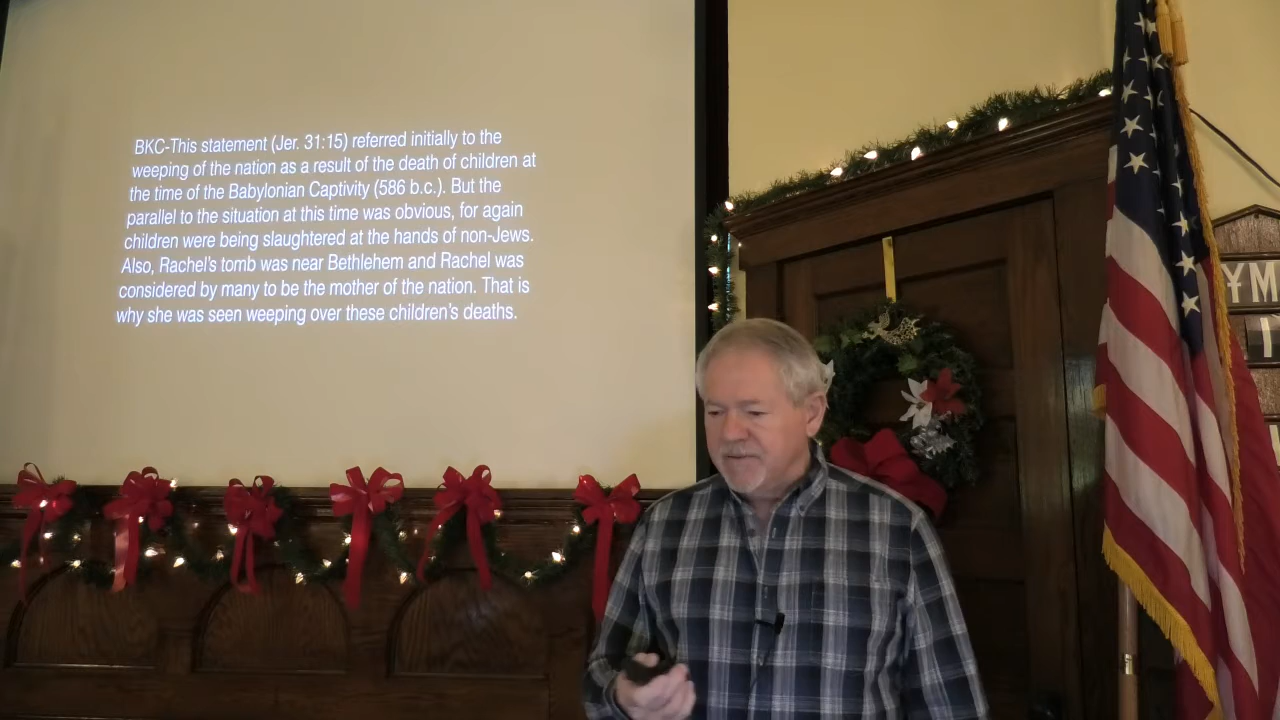 BKC-This statement (Jer. 31:15) referred initially to the
weeping of the nation as a result of the death of children at
the time of the Babylonian Captivity (586 b.c.). But the
parallel to the situation at this time was obvious, for again
children were being slaughtered at the hands of non-Jews.
Also, Rachel's tomb was near Bethlehem and Rachel was
considered by many to be the mother of the nation. That is
why she was seen weeping over these children's deaths.
YM
1